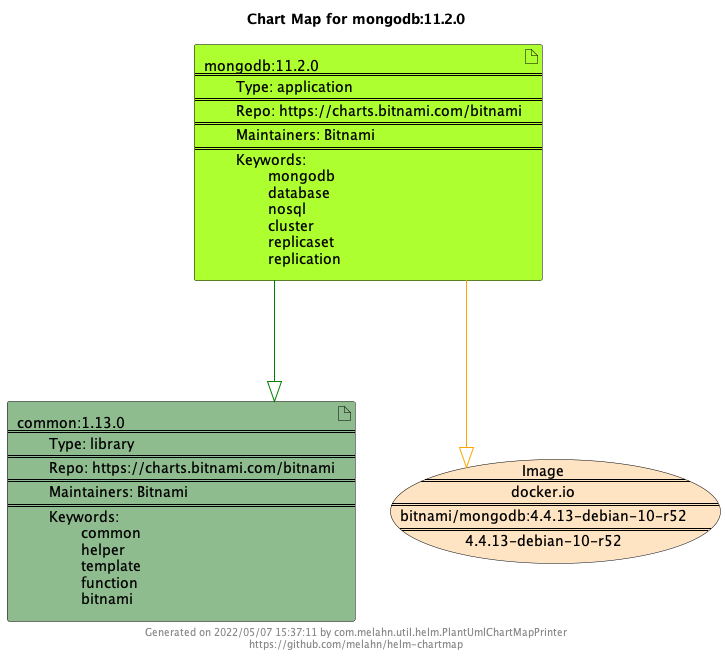 Chart Map for mongodb:11.2.0
mongodb:11.2.0
Type: application
Repo: https://charts.bitnami.com/bitnami
Maintainers: Bitnami
Keywords:
mongodb
database
nosql
cluster
replicaset
replication
common:1.13.0
Type: library
Repo: https://charts.bitnami.com/bitnami
Maintainers: Bitnami
Keywords:
common
helper
template
function
bitnami
Image
docker.io
bitnami/mongodb:4.4.13-debian-10-r52
4.4.13-debian-10-r52
Generated on 2022/05/07 15:37:11 by com.melahn.util.helm.PlantUmlChartMapPrinter
https://github.com/melahn/helm-chartmap